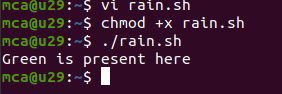 mca@u29:~$ vi rain.sh
mca@u29:~$ chmod +x rain.sh
mca@u29:~$ ./rain.sh
Green is present here
mca@u29:~$